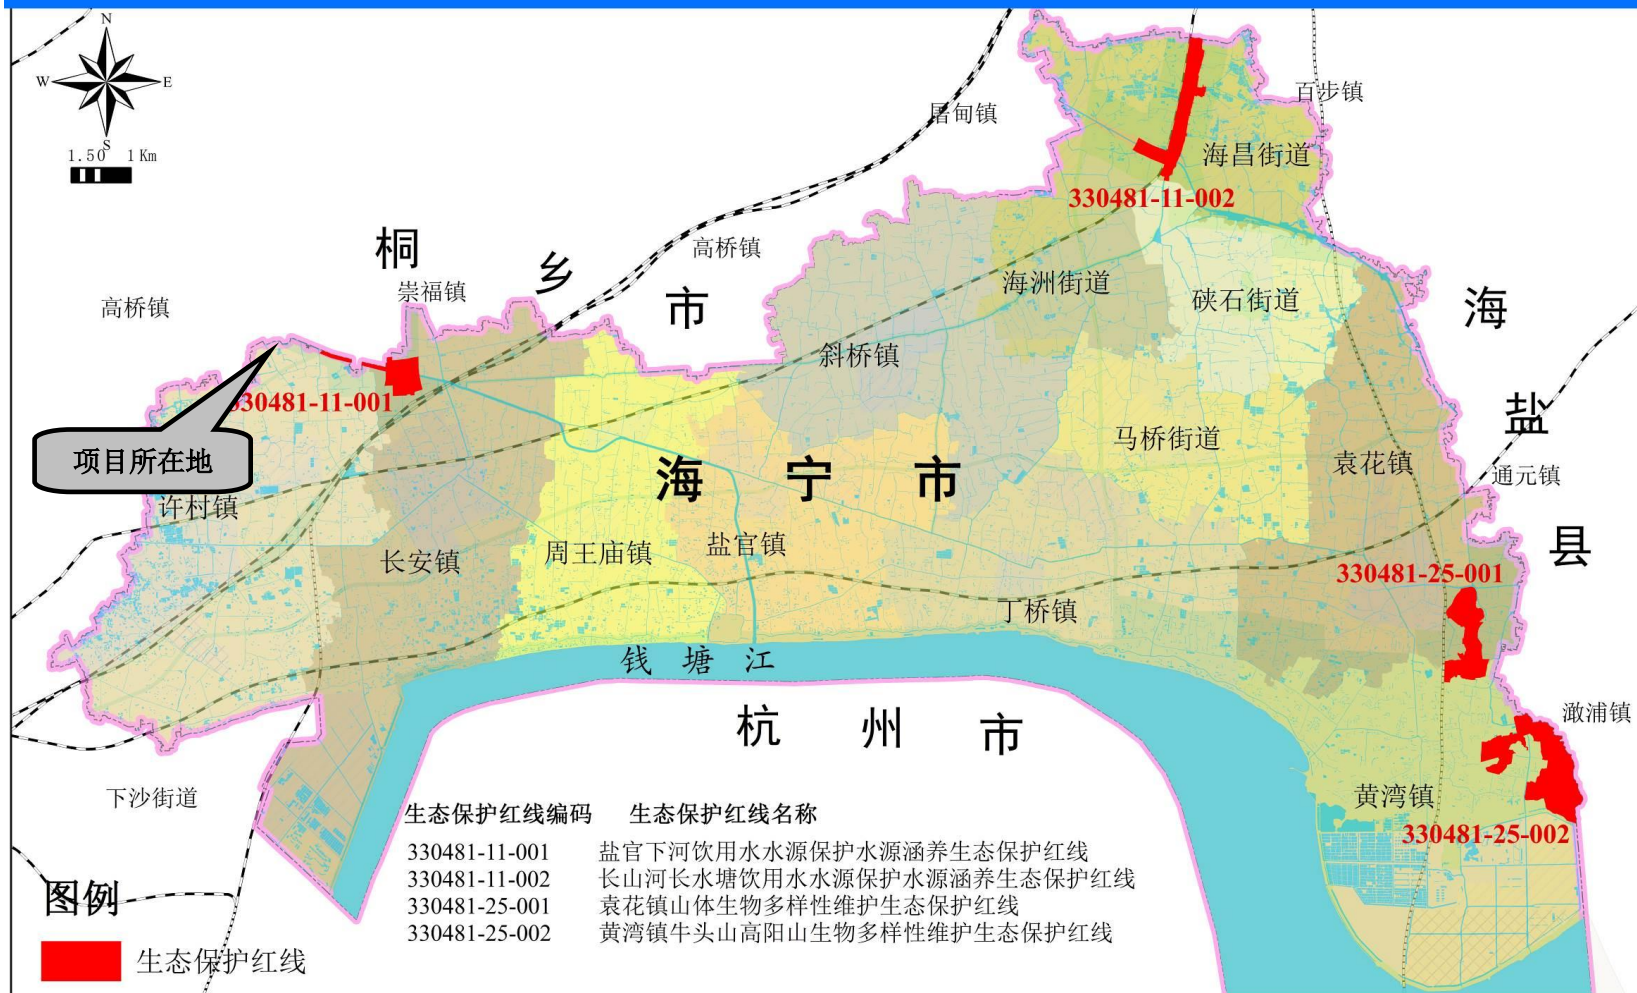 N
W E
S
1.50 1 Km
百步镇
屠甸镇
海昌街道
330481-11-002
桐 乡 市
高桥镇
崇福镇
高桥镇
海洲街道
硖石街道
海 盐 县
斜桥镇
330481-11-001
项目所在地
马桥街道
袁花镇
海 宁 市
通元镇
许村镇
长安镇
周王庙镇
盐官镇
330481-25-001
丁桥镇
钱 塘 江
杭 州 市
澉浦镇
下沙街道
黄湾镇
330481-25-002
生态保护红线编码 生态保护红线名称
330481-11-001 盐官下河饮用水水源保护水源涵养生态保护红线
330481-11-002 长山河长水塘饮用水水源保护水源涵养生态保护红线
330481-25-001 袁花镇山体生物多样性维护生态保护红线
330481-25-002 黄湾镇牛头山高阳山生物多样性维护生态保护红线
图例
生态保护红线